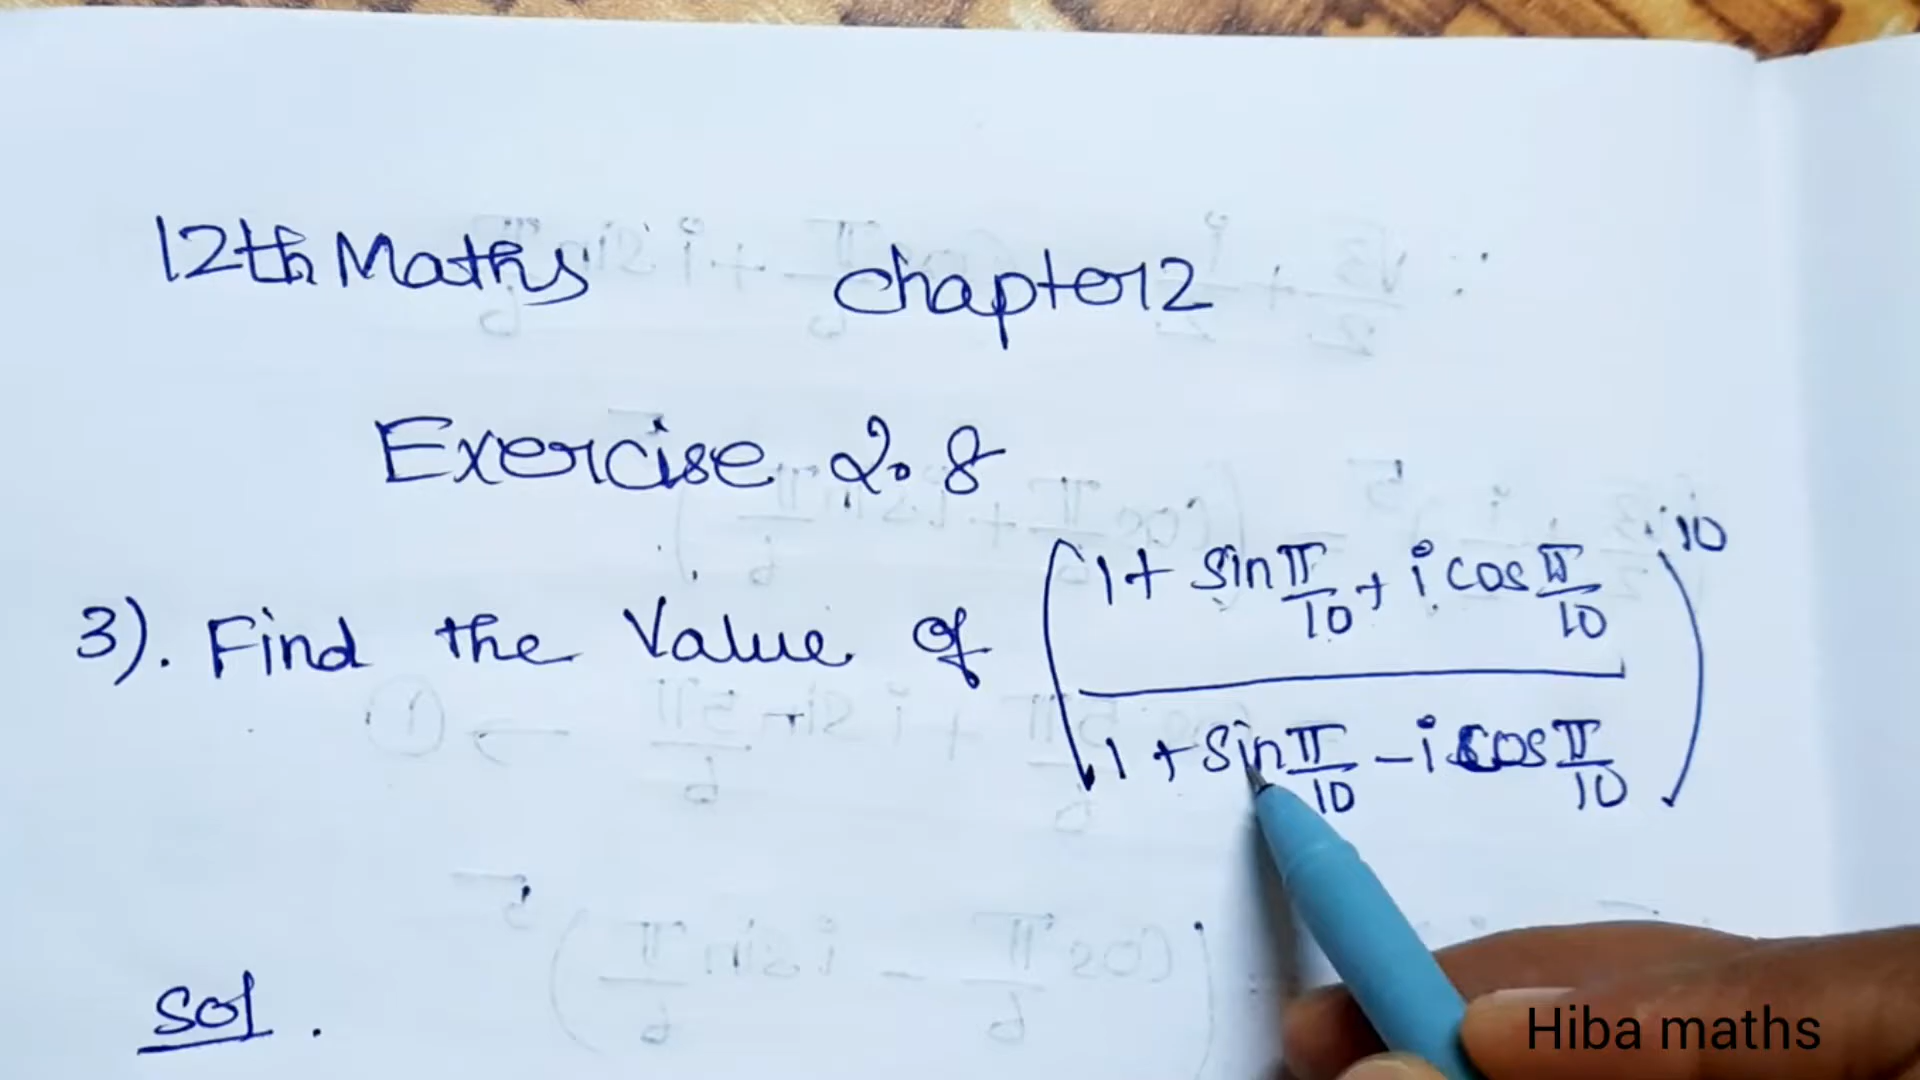 12th Maths chapter 2
Exercise 2.8
3). Find the Value of ( (1 + sin π/10 + i cos π/10) / (1 + sin π/10 - i cos π/10) )^10
Sol.
Hiba maths